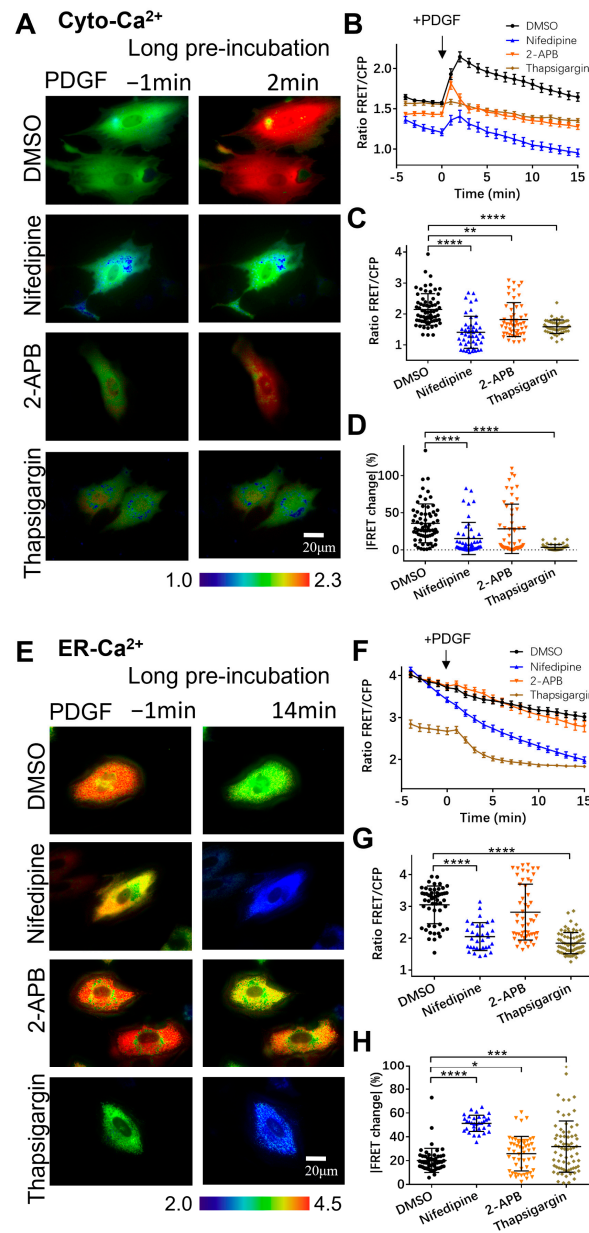 A Cyto-Ca²⁺
Long pre-incubation
PDGF −1min 2min
DMSO
Nifedipine
2-APB
Thapsigargin
20μm
1.0 2.3
B
+PDGF
DMSO
Nifedipine
2-APB
Thapsigargin
Ratio FRET/CFP
2.0
1.5
1.0
-5 0 5 10 15
Time (min)
C
****
**
****
Ratio FRET/CFP
4
3
2
1
DMSO
Nifedipine
2-APB
Thapsigargin
D
****
****
|FRET change| (%)
100
50
0
DMSO
Nifedipine
2-APB
Thapsigargin
E ER-Ca²⁺
Long pre-incubation
PDGF −1min 14min
DMSO
Nifedipine
2-APB
Thapsigargin
20μm
2.0 4.5
F
+PDGF
DMSO
Nifedipine
2-APB
Thapsigargin
Ratio FRET/CFP
4
3
2
-5 0 5 10 15
Time (min)
G
****
****
Ratio FRET/CFP
4
3
2
1
DMSO
Nifedipine
2-APB
Thapsigargin
H
***
*
****
|FRET change| (%)
100
80
60
40
20
0
DMSO
Nifedipine
2-APB
Thapsigargin